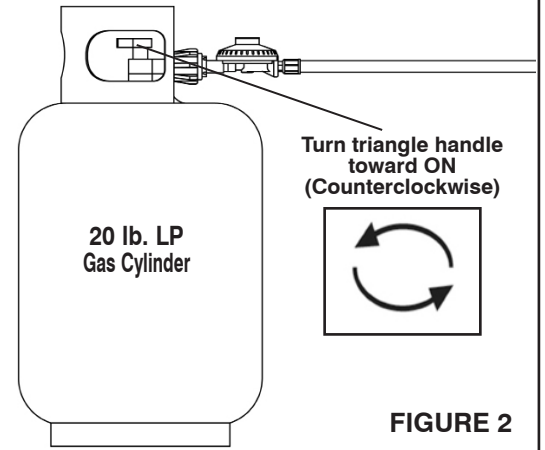 Turn triangle handle
toward ON
(Counterclockwise)
20 lb. LP
Gas Cylinder
FIGURE 2